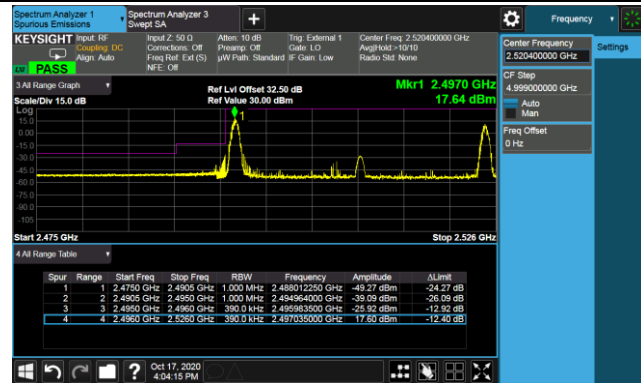 Spectrum Analyzer 1
Spurious Emissions
Spectrum Analyzer 3
Swept SA
Frequency
KEYSIGHT
Input: RF
Coupling: DC
Align: Auto
Input Z: 50 Ω
Corrections: Off
Freq Ref: Ext (S)
NFE: Off
Atten: 10 dB
Preamp: Off
µW Path: Standard
Trig: External 1
Gate: LO
IF Gain: Low
Center Freq: 2.520400000 GHz
Avg|Hold:>10/10
Radio Std: None
PASS
Center Frequency
2.520400000 GHz
Settings
CF Step
4.999000000 GHz
Auto
Man
Freq Offset
0 Hz
3 All Range Graph
Scale/Div 15.0 dB
Ref Lvl Offset 32.50 dB
Ref Value 30.00 dBm
Mkr1 2.4970 GHz
17.64 dBm
Log
15.0
0.00
-15.0
-30.0
-45.0
-60.0
-75.0
-90.0
-105
1
Start 2.475 GHz
Stop 2.526 GHz
4 All Range Table
Spur Range Start Freq Stop Freq RBW Frequency Amplitude ΔLimit
1 1 2.4750 GHz 2.4905 GHz 1.000 MHz 2.488012250 GHz -49.27 dBm -24.27 dB
2 2 2.4905 GHz 2.4950 GHz 1.000 MHz 2.494964000 GHz -39.09 dBm -26.09 dB
3 3 2.4950 GHz 2.4960 GHz 390.0 kHz 2.495983500 GHz -25.92 dBm -12.92 dB
4 4 2.4960 GHz 2.5260 GHz 390.0 kHz 2.497035000 GHz 17.60 dBm -12.40 dB
?
Oct 17, 2020
4:04:15 PM